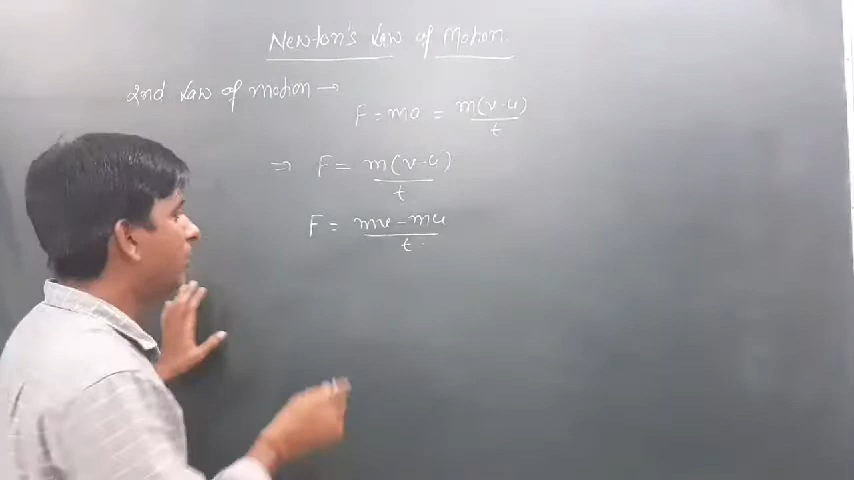 Newton's Law of Motion.
2nd Law of motion →
F = ma = m(v-u)/t
⇒ F = m(v-u)/t
F = mv - mu/t